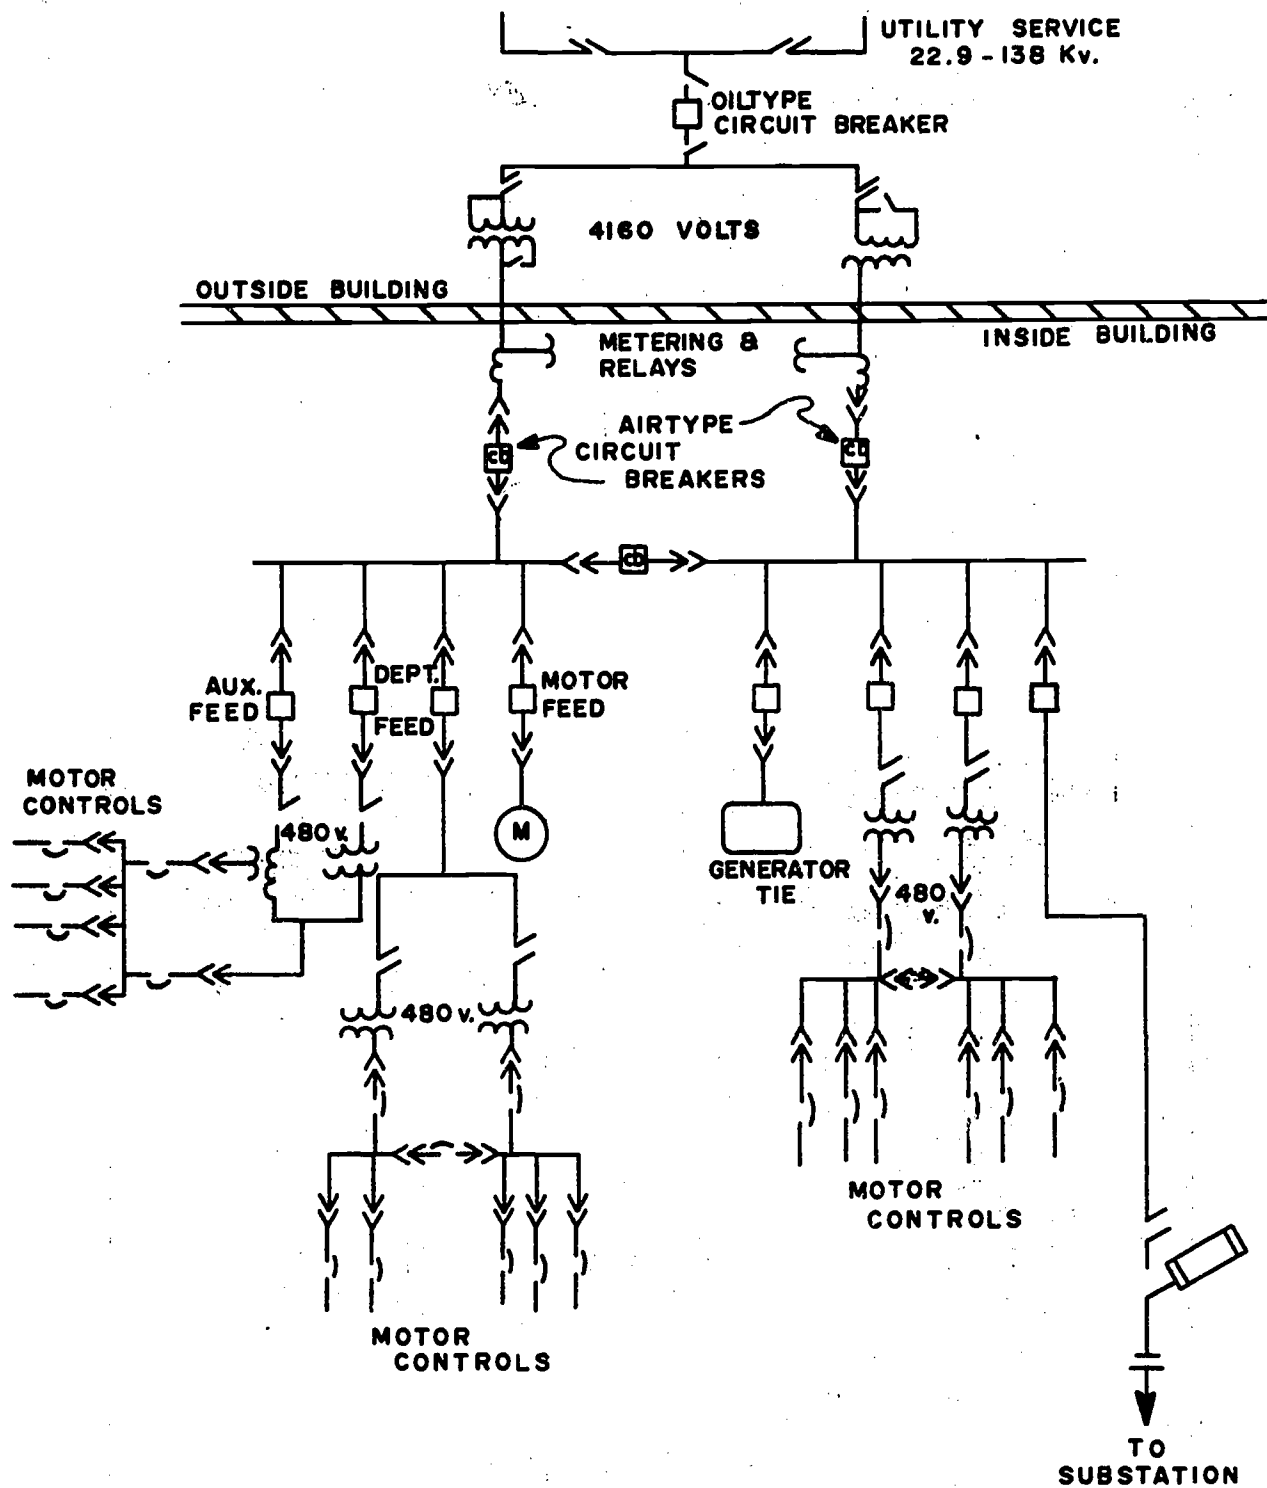 UTILITY SERVICE
22.9-138 Kv.
OILTYPE
CIRCUIT BREAKER
4160 VOLTS
OUTSIDE BUILDING
INSIDE BUILDING
METERING &
RELAYS
AIRTYPE
CIRCUIT
BREAKERS
cb
cb
cb
AUX.
FEED
DEPT.
FEED
MOTOR
FEED
MOTOR
CONTROLS
480 v.
M
GENERATOR
TIE
480
v.
480 v.
MOTOR
CONTROLS
MOTOR
CONTROLS
TO
SUBSTATION